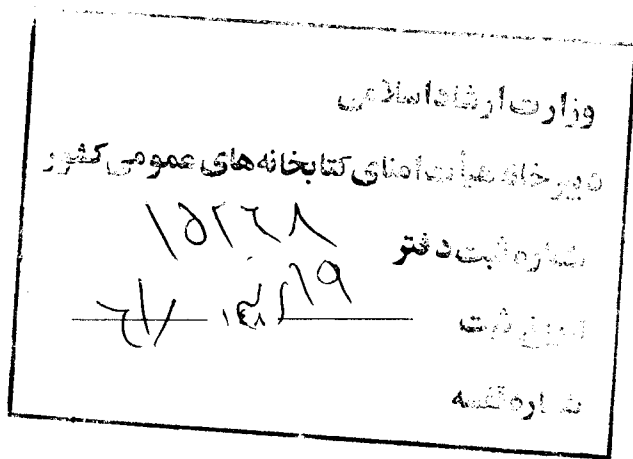 وزارت ارشاد اسلامی
دبیرخانه هیأت امنای کتابخانه‌های عمومی کشور
شماره ثبت دفتر ۱۵۲۶۸
تاریخ ثبت
شماره قفسه